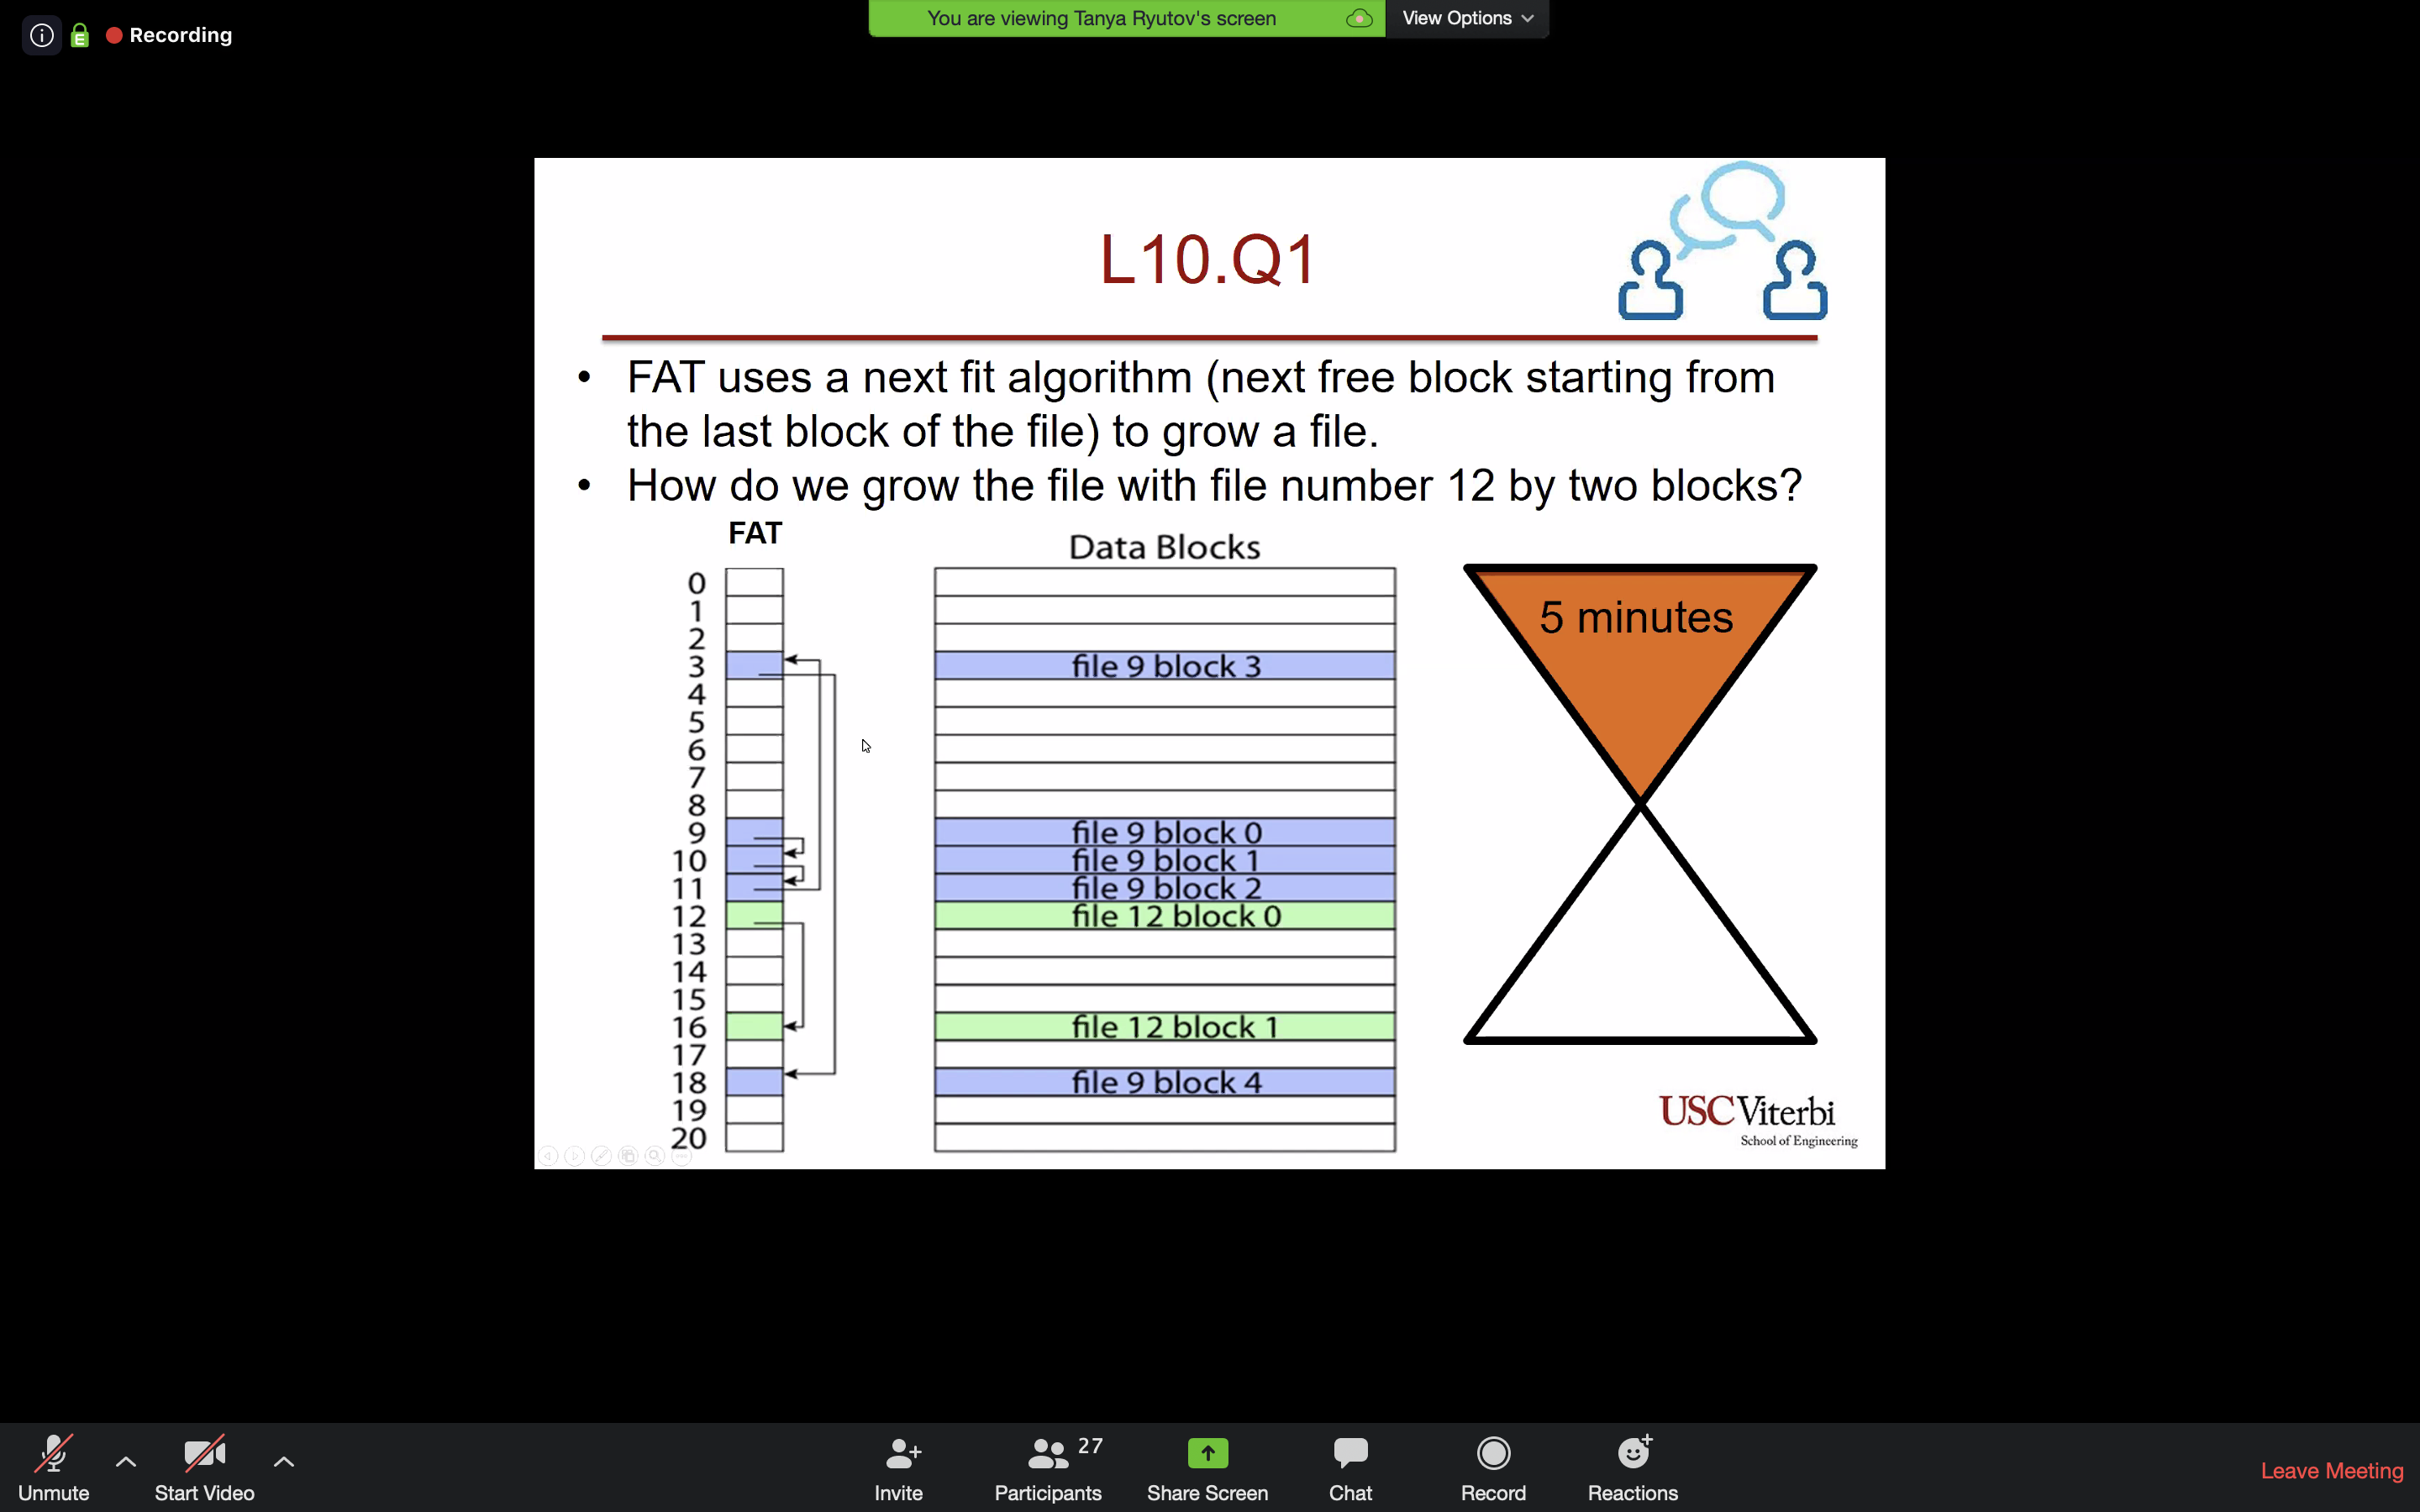 Recording
You are viewing Tanya Ryutov's screen
View Options
L10.Q1
• FAT uses a next fit algorithm (next free block starting from
the last block of the file) to grow a file.
• How do we grow the file with file number 12 by two blocks?
FAT
Data Blocks
0
1
2
3 file 9 block 3
4
5
6
7
8
9 file 9 block 0
10 file 9 block 1
11 file 9 block 2
12 file 12 block 0
13
14
15
16 file 12 block 1
17
18 file 9 block 4
19
20
5 minutes
USC Viterbi
School of Engineering
Unmute
Start Video
Invite
27
Participants
Share Screen
Chat
Record
Reactions
Leave Meeting